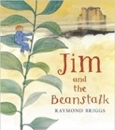 Jim
and the
Beanstalk
RAYMOND BRIGGS